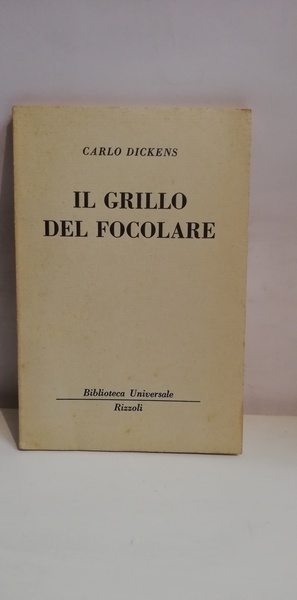 CARLO DICKENS
IL GRILLO
DEL FOCOLARE
Biblioteca Universale
Rizzoli